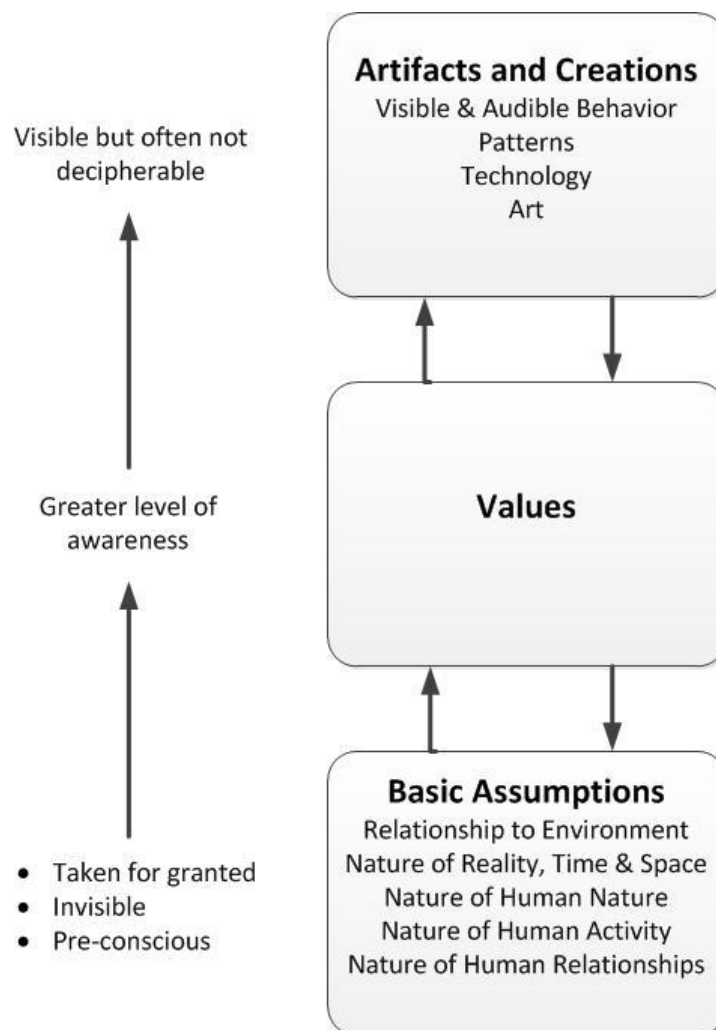 Artifacts and Creations
Visible & Audible Behavior
Patterns
Technology
Art
Visible but often not
decipherable
Values
Greater level of
awareness
Basic Assumptions
Relationship to Environment
Nature of Reality, Time & Space
Nature of Human Nature
Nature of Human Activity
Nature of Human Relationships
• Taken for granted
• Invisible
• Pre-conscious